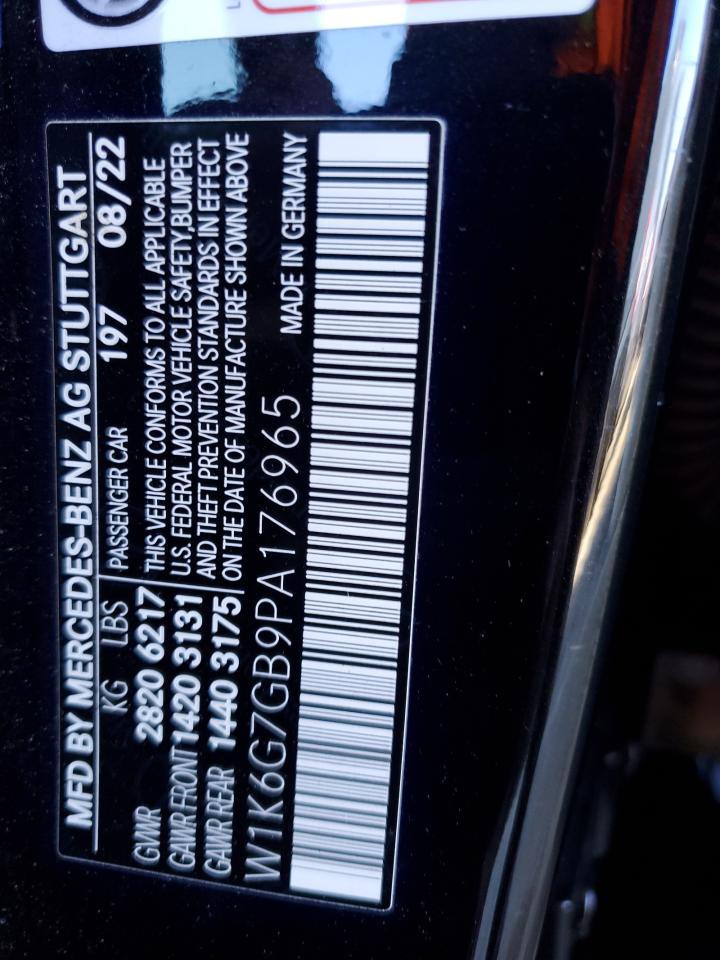 MFD BY MERCEDES-BENZ AG STUTTGART
KG LBS PASSENGER CAR 197 08/22
GVWR 2820 6217 THIS VEHICLE CONFORMS TO ALL APPLICABLE
GAWR FRONT 1420 3131 U.S. FEDERAL MOTOR VEHICLE SAFETY,BUMPER
GAWR REAR 1440 3175 AND THEFT PREVENTION STANDARDS IN EFFECT
ON THE DATE OF MANUFACTURE SHOWN ABOVE
W1K6G7GB9PA176965 MADE IN GERMANY